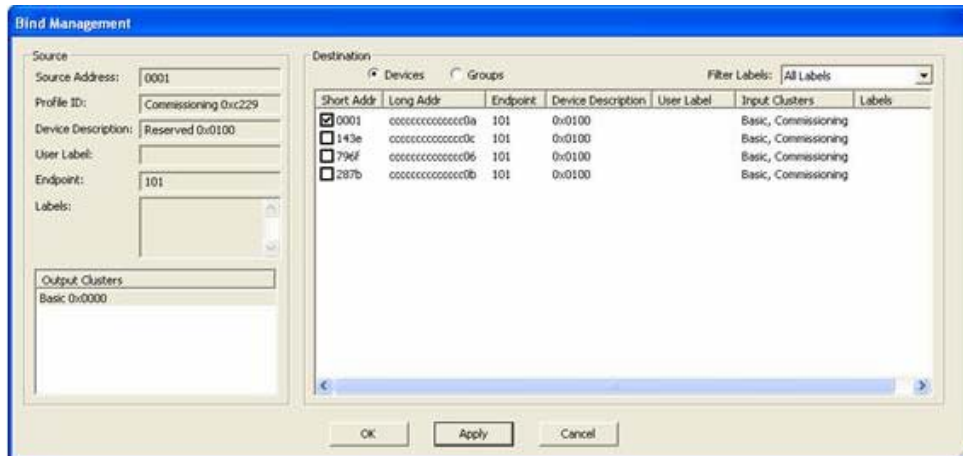 Bind Management
Source
Source Address: 0001
Profile ID: Commissioning 0xc229
Device Description: Reserved 0x0100
User Label:
Endpoint: 101
Labels:
Output Clusters
Basic 0x0000
Destination
Devices Groups Filter Labels: All Labels
Short Addr Long Addr Endpoint Device Description User Label Input Clusters Labels
0001 cccccccccccccc0a 101 0x0100 Basic, Commissioning
143e cccccccccccccc0c 101 0x0100 Basic, Commissioning
796f cccccccccccccc06 101 0x0100 Basic, Commissioning
287b cccccccccccccc0b 101 0x0100 Basic, Commissioning
OK Apply Cancel